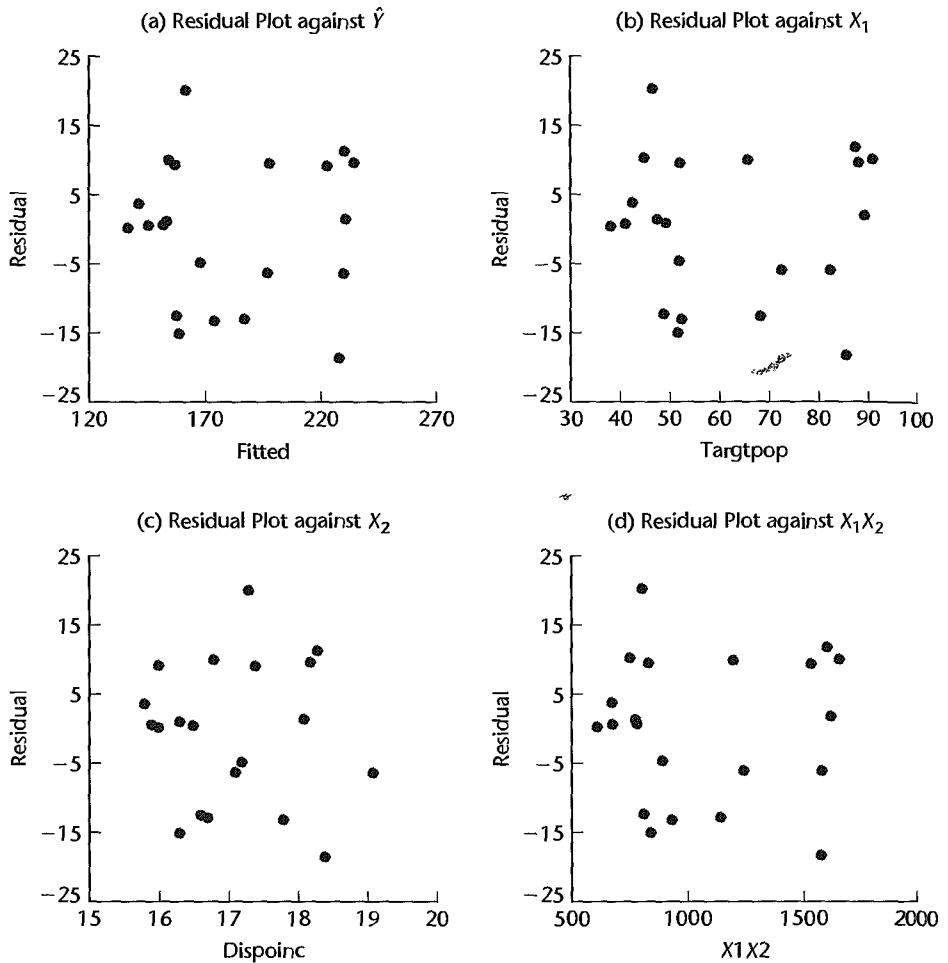 (a) Residual Plot against Ŷ
25
15
5
−5
−15
−25
Residual
120 170 220 270
Fitted
(b) Residual Plot against X₁
25
15
5
−5
−15
−25
Residual
30 40 50 60 70 80 90 100
Targtpop
(c) Residual Plot against X₂
25
15
5
−5
−15
−25
Residual
15 16 17 18 19 20
Dispoinc
(d) Residual Plot against X₁X₂
25
15
5
−5
−15
−25
Residual
500 1000 1500 2000
X1X2